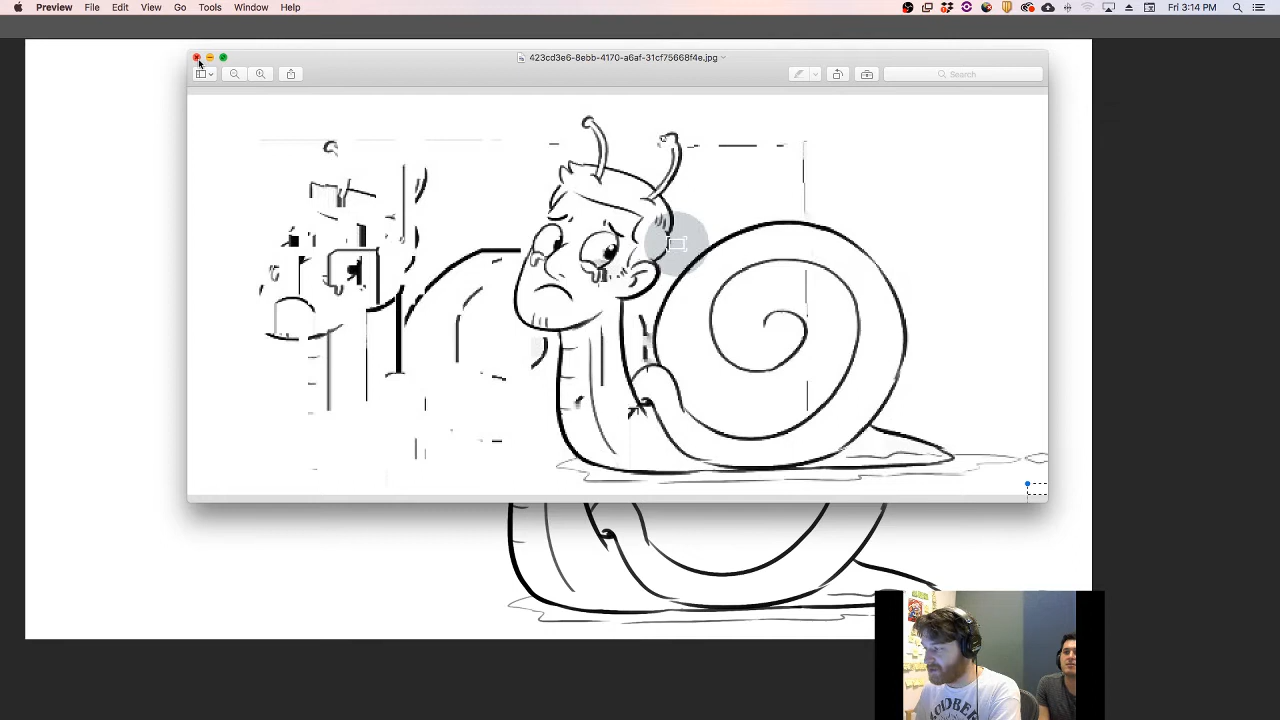 Preview File Edit View Go Tools Window Help
Fri 3:14 PM
423cd3e6-8ebb-4170-a6af-31cf75668f4e.jpg
Search